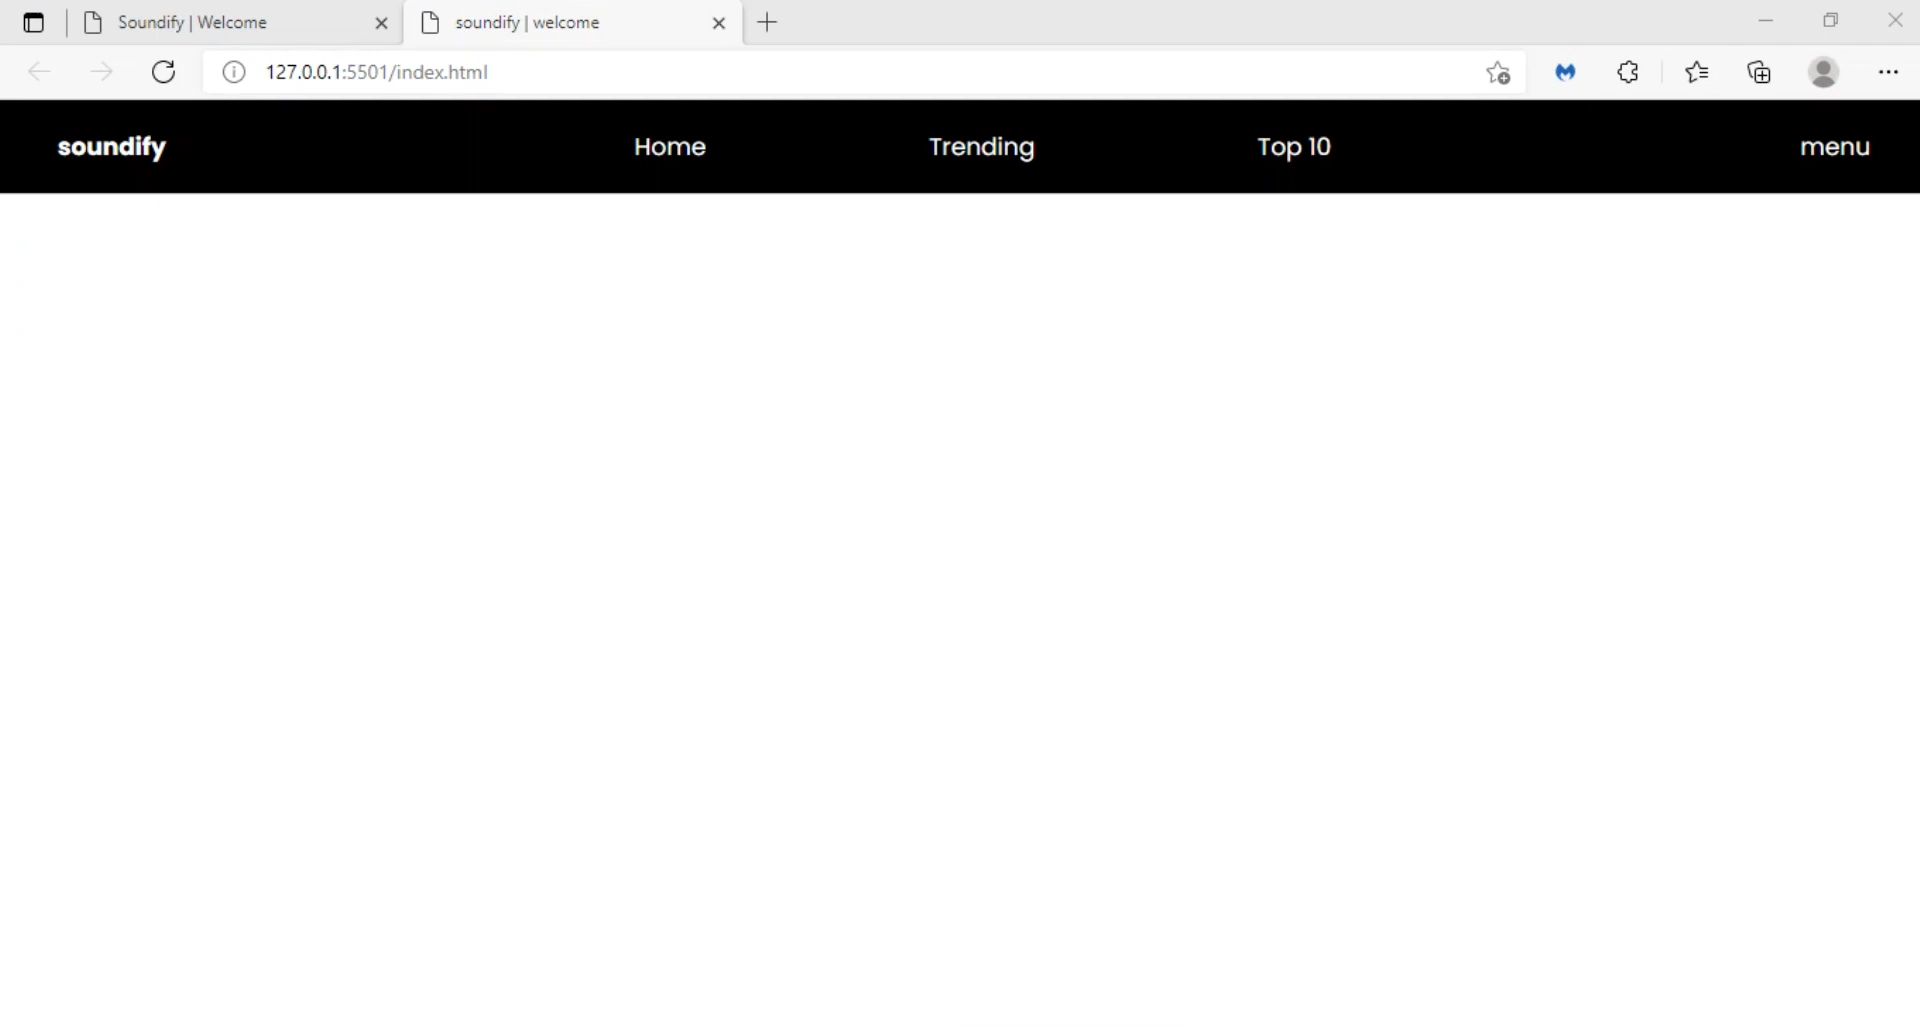 Soundify | Welcome
soundify | welcome
127.0.0.1:5501/index.html
soundify Home Trending Top 10 menu